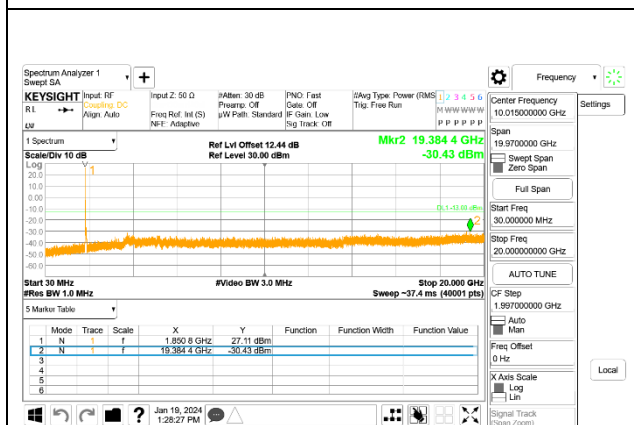 Spectrum Analyzer 1
Swept SA
+
Frequency
KEYSIGHT
RL
Input: RF
Coupling: DC
Align: Auto
Input Z: 50 Ω
Freq Ref: Int (S)
NFE: Adaptive
#Atten: 30 dB
Preamp: Off
µW Path: Standard
PNO: Fast
Gate: Off
IF Gain: Low
Sig Track: Off
#Avg Type: Power (RMS
Trig: Free Run
1 2 3 4 5 6
M W W W W W
P P P P P P
Settings
Center Frequency
10.015000000 GHz
Span
19.9700000 GHz
Swept Span
Zero Span
Full Span
Start Freq
30.000000 MHz
Stop Freq
20.000000000 GHz
AUTO TUNE
CF Step
1.997000000 GHz
Auto
Man
Freq Offset
0 Hz
X Axis Scale
Log
Lin
Signal Track
(Span Zoom)
Local
1 Spectrum
Scale/Div 10 dB
Ref Lvl Offset 12.44 dB
Ref Level 30.00 dBm
Mkr2 19.384 4 GHz
-30.43 dBm
Log
1
20.0
10.0
0.00
-10.0
DL1 -13.00 dBm
-20.0
2
-30.0
-40.0
-50.0
-60.0
Start 30 MHz
#Video BW 3.0 MHz
Stop 20.000 GHz
#Res BW 1.0 MHz
Sweep ~37.4 ms (40001 pts)
5 Marker Table
Mode Trace Scale X Y Function Function Width Function Value
1 N 1 f 1.850 8 GHz 27.11 dBm
2 N 1 f 19.384 4 GHz -30.43 dBm
3
4
5
6
?
Jan 19, 2024
1:28:27 PM